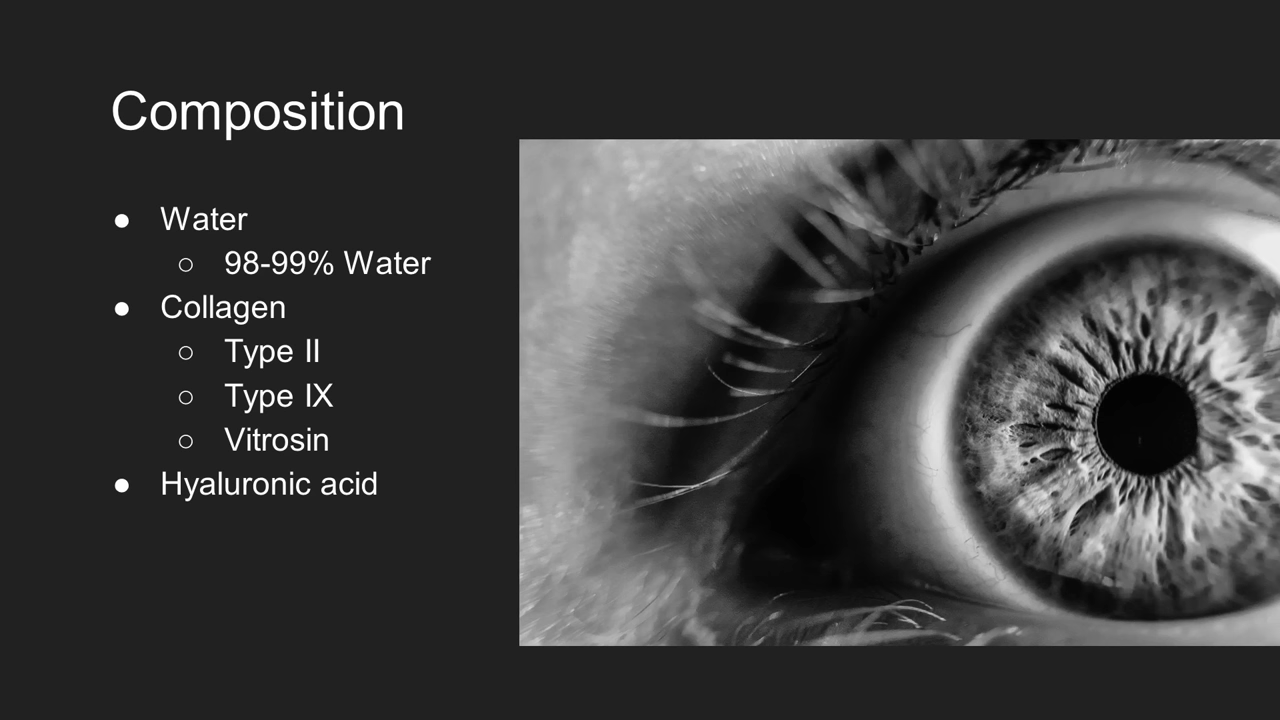 Composition
● Water
○ 98-99% Water
● Collagen
○ Type II
○ Type IX
○ Vitrosin
● Hyaluronic acid